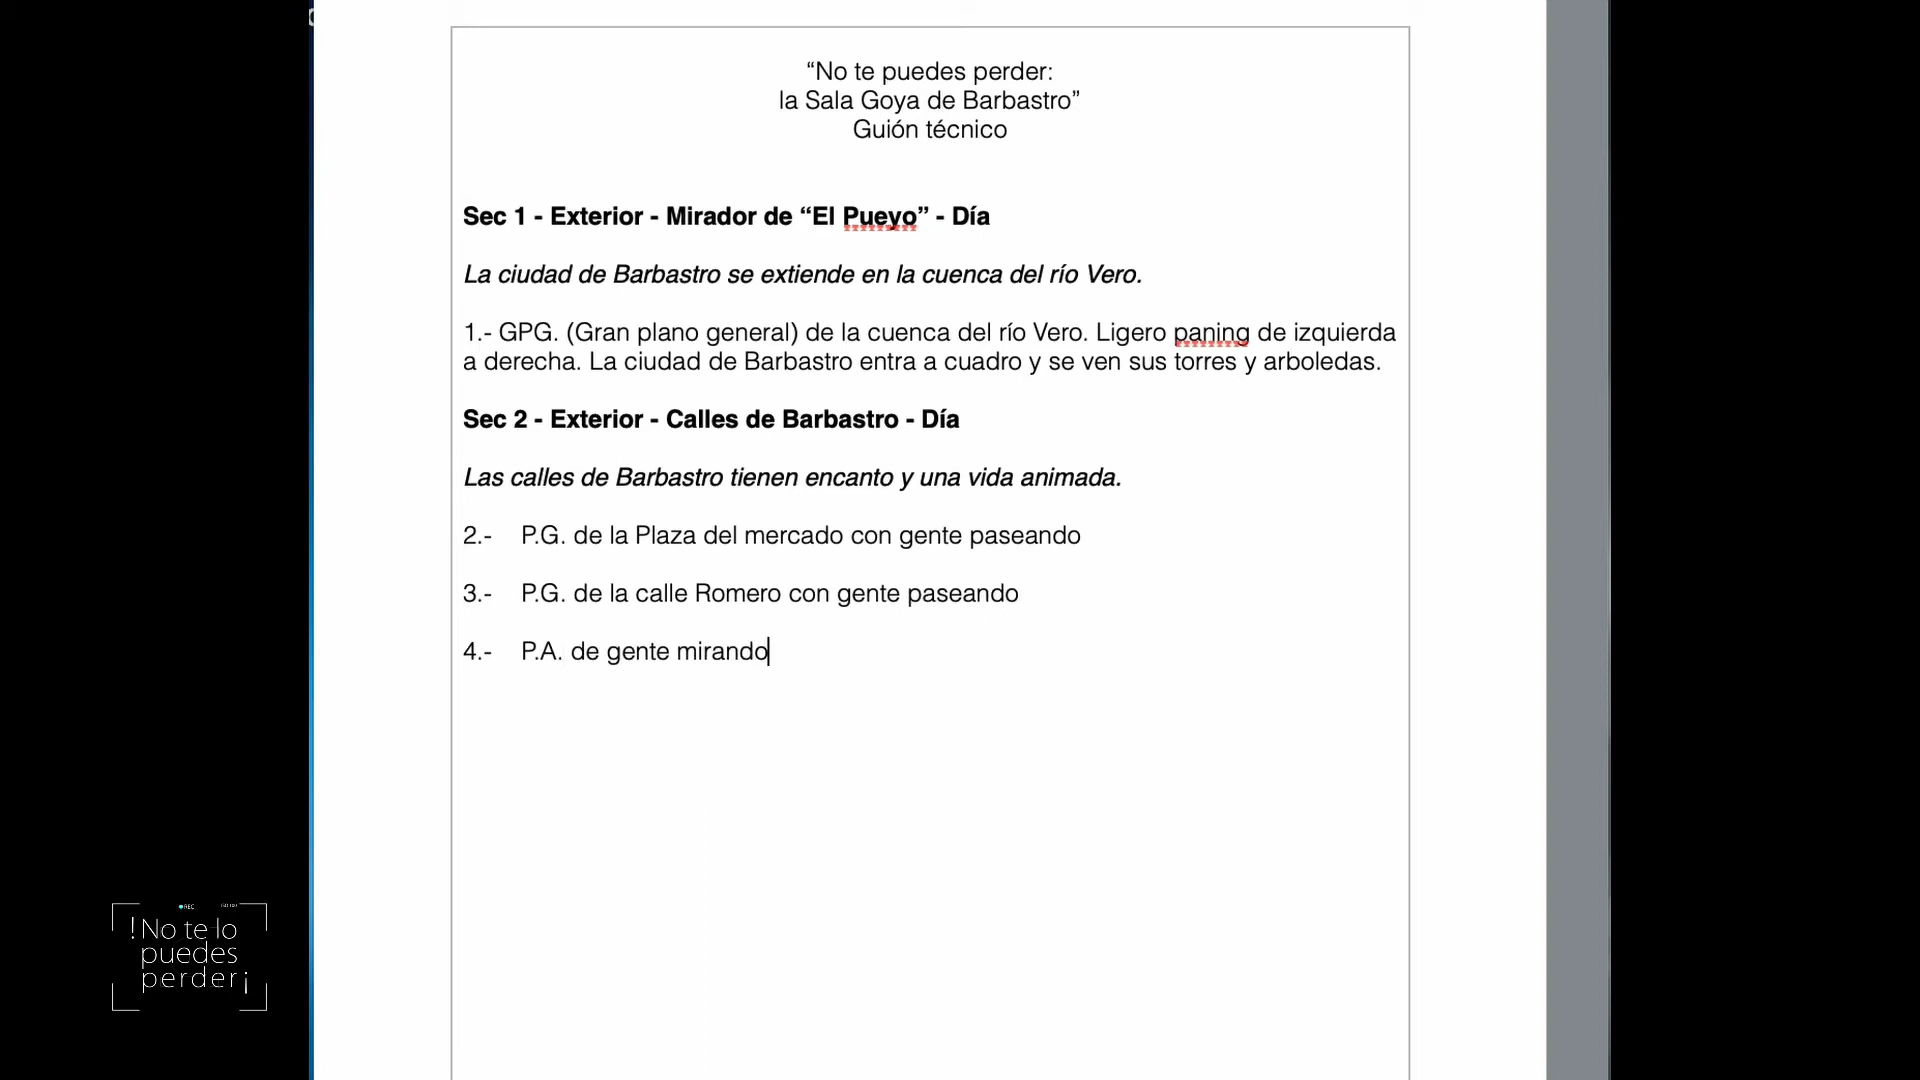 “No te puedes perder:
la Sala Goya de Barbastro”
Guión técnico
Sec 1 - Exterior - Mirador de “El Pueyo” - Día
La ciudad de Barbastro se extiende en la cuenca del río Vero.
1.- GPG. (Gran plano general) de la cuenca del río Vero. Ligero paning de izquierda
a derecha. La ciudad de Barbastro entra a cuadro y se ven sus torres y arboledas.
Sec 2 - Exterior - Calles de Barbastro - Día
Las calles de Barbastro tienen encanto y una vida animada.
2.- P.G. de la Plaza del mercado con gente paseando
3.- P.G. de la calle Romero con gente paseando
4.- P.A. de gente mirando
REC
!No te lo
puedes
perder¡